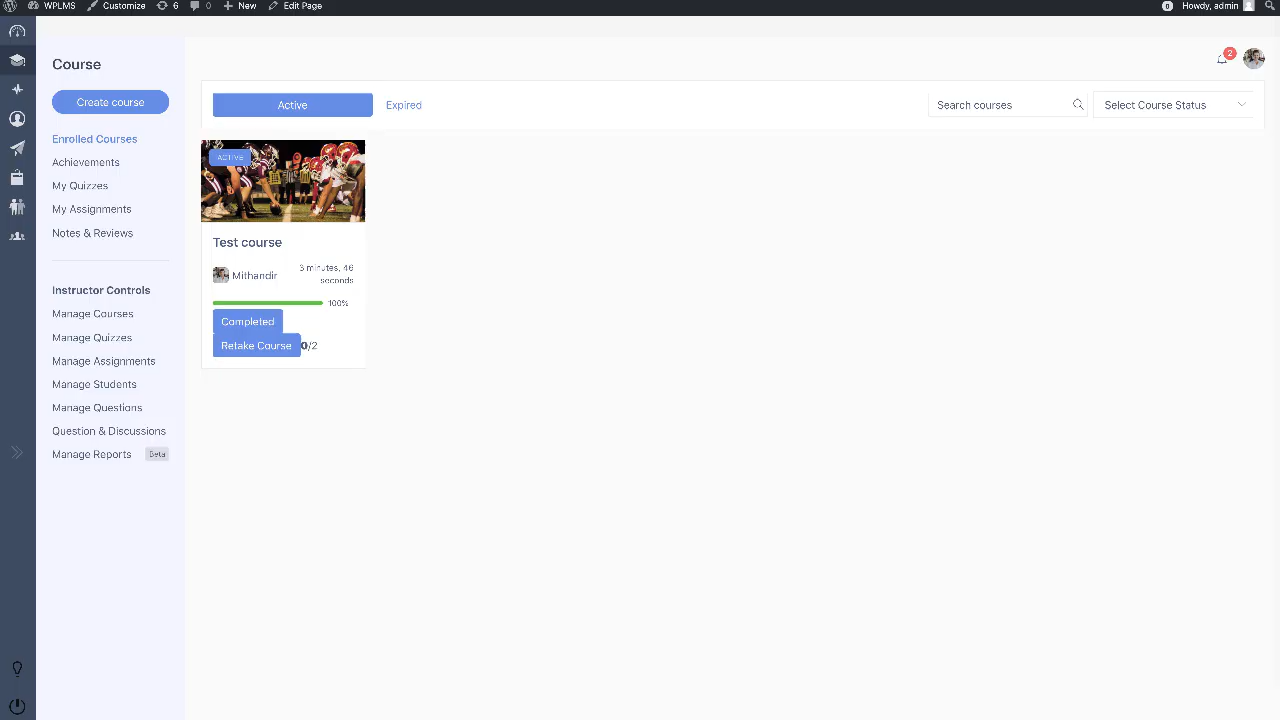 WPLMS Customize 6 0 New Edit Page 0 Howdy, admin
Course
2
Create course
Active Expired Search courses Select Course Status
Enrolled Courses
Achievements
My Quizzes
My Assignments
Notes & Reviews
Instructor Controls
Manage Courses
Manage Quizzes
Manage Assignments
Manage Students
Manage Questions
Question & Discussions
Manage Reports Beta
ACTIVE
Test course
Mithandir 3 minutes, 46
seconds
100%
Completed
Retake Course 0/2